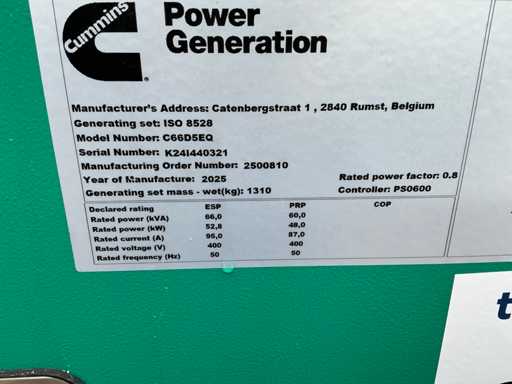 Cummins
Power
Generation
Manufacturer's Address: Catenbergstraat 1 , 2840 Rumst, Belgium
Generating set: ISO 8528
Model Number: C66D5EQ
Serial Number: K24I440321
Manufacturing Order Number: 2500810
Year of Manufacture: 2025 Rated power factor: 0.8
Generating set mass - wet(kg): 1310 Controller: PS0600
Declared rating ESP PRP COP
Rated power (kVA) 66,0 60,0
Rated power (kW) 52,8 48,0
Rated current (A) 95,0 87,0
Rated voltage (V) 400 400
Rated frequency (Hz) 50 50
t